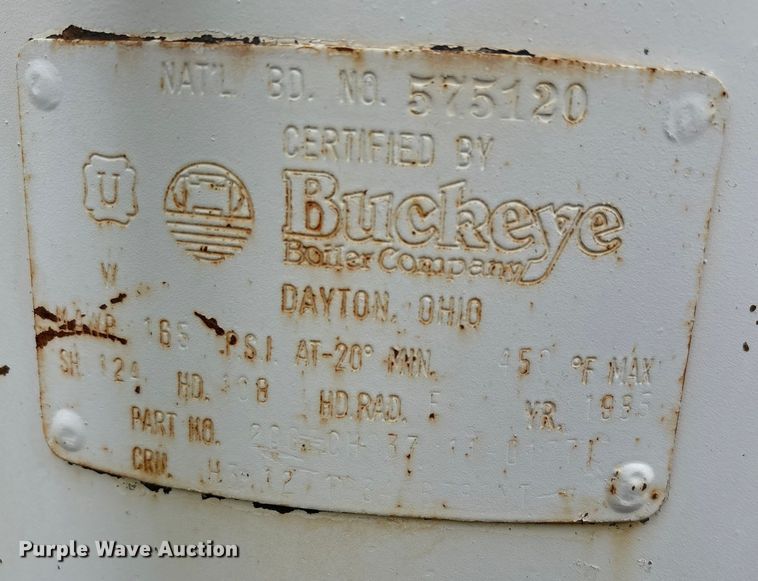 NAT'L. BD. NO. 575120
CERTIFIED BY
U
Buckeye
Boiler Company
W
DAYTON, OHIO
M.A.W.P. 165 P.S.I. AT-20° MIN. °F MAX
SH. .124 HD. HD.RAD. YR.
PART NO.
CRN.
Purple Wave Auction